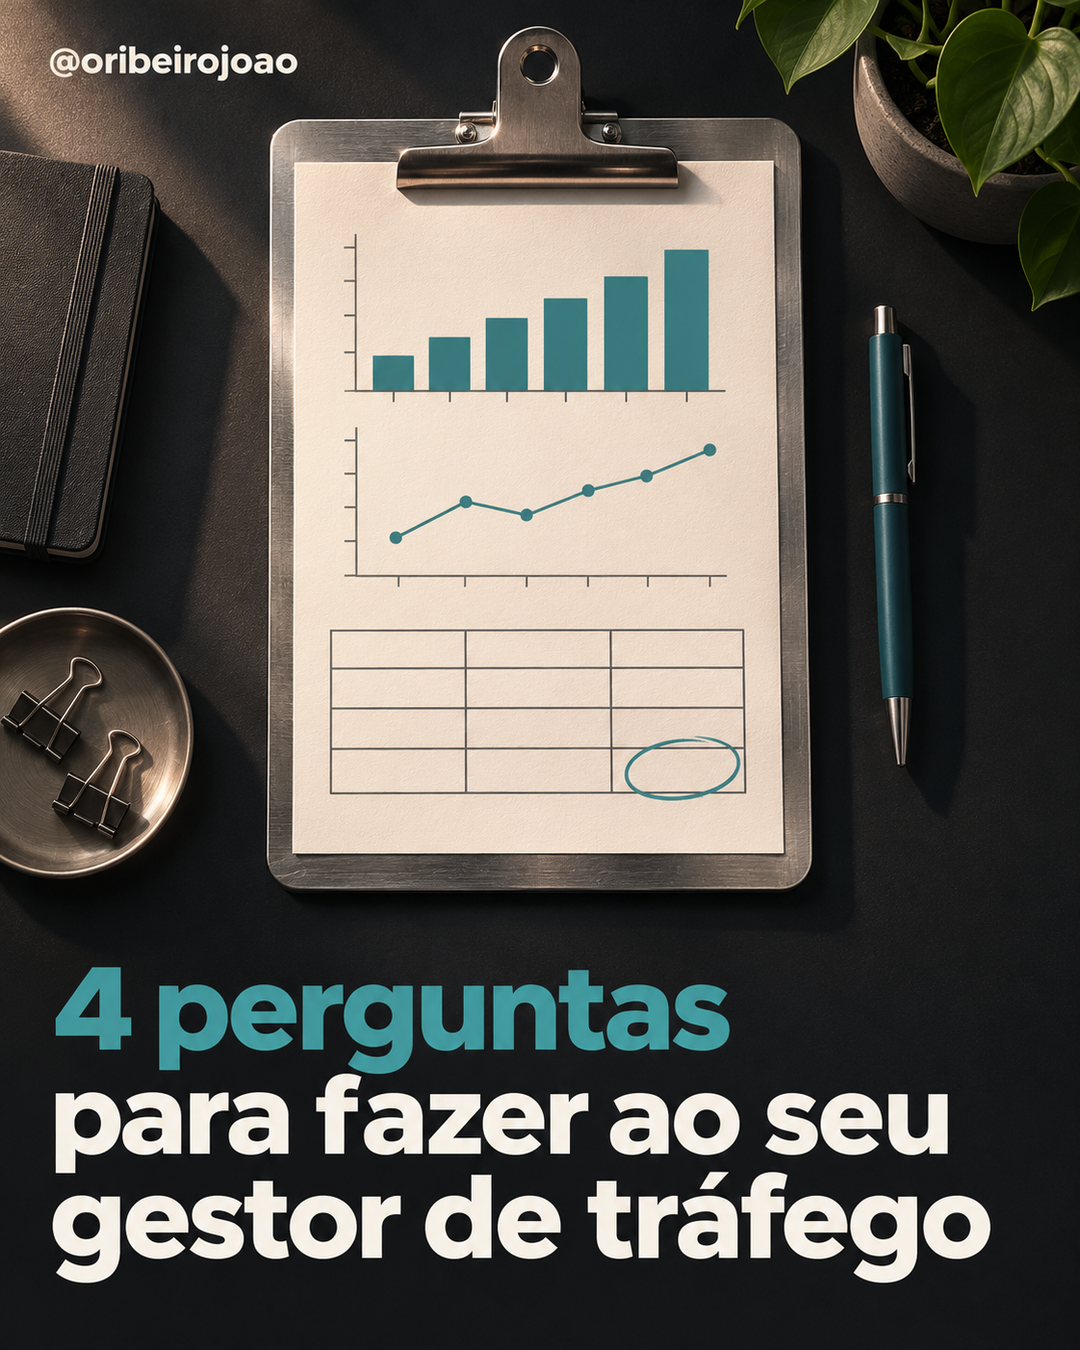 @oribeirojoao
4 perguntas
para fazer ao seu
gestor de tráfego